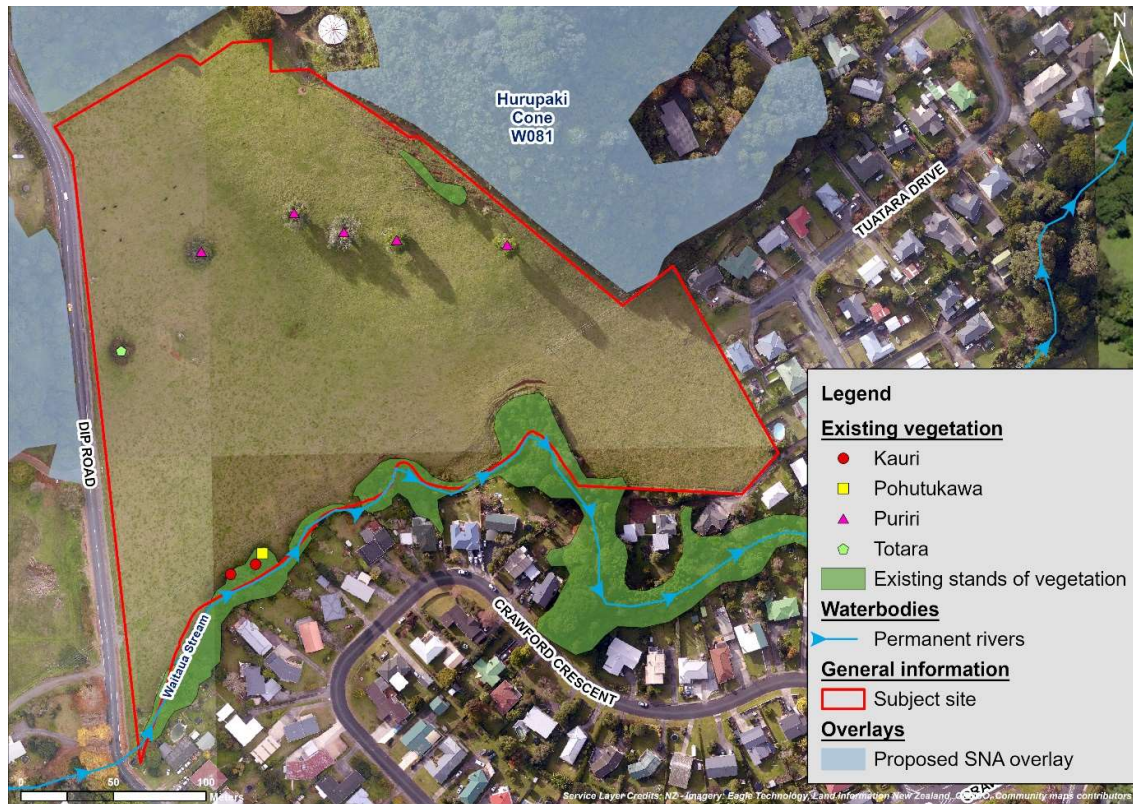 N
Hurupaki
Cone
W081
TUATARA DRIVE
DIP ROAD
Waitaua Stream
CRAWFORD CRESCENT
Legend
Existing vegetation
Kauri
Pohutukawa
Puriri
Totara
Existing stands of vegetation
Waterbodies
Permanent rivers
General information
Subject site
Overlays
Proposed SNA overlay
0 50 100
Meters
Service Layer Credits: NZ - Imagery: Eagle Technology, Land Information New Zealand, Community maps contributors